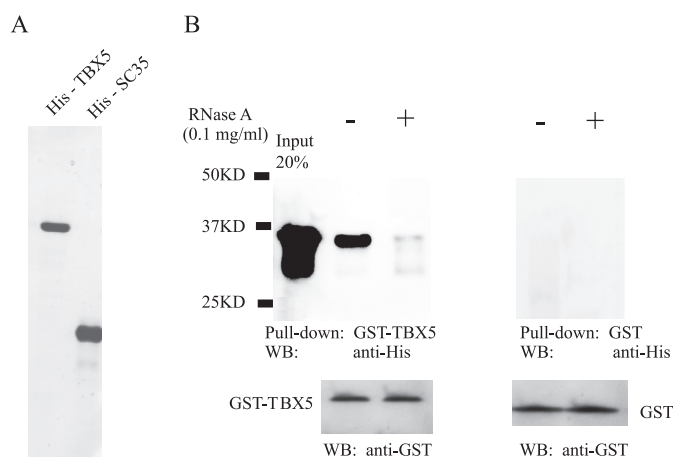 A
B
His - TBX5
His - SC35
RNase A
(0.1 mg/ml)
- +
- +
Input
20%
50KD
37KD
25KD
Pull-down: GST-TBX5
WB: anti-His
Pull-down: GST
WB: anti-His
GST-TBX5
GST
WB: anti-GST
WB: anti-GST